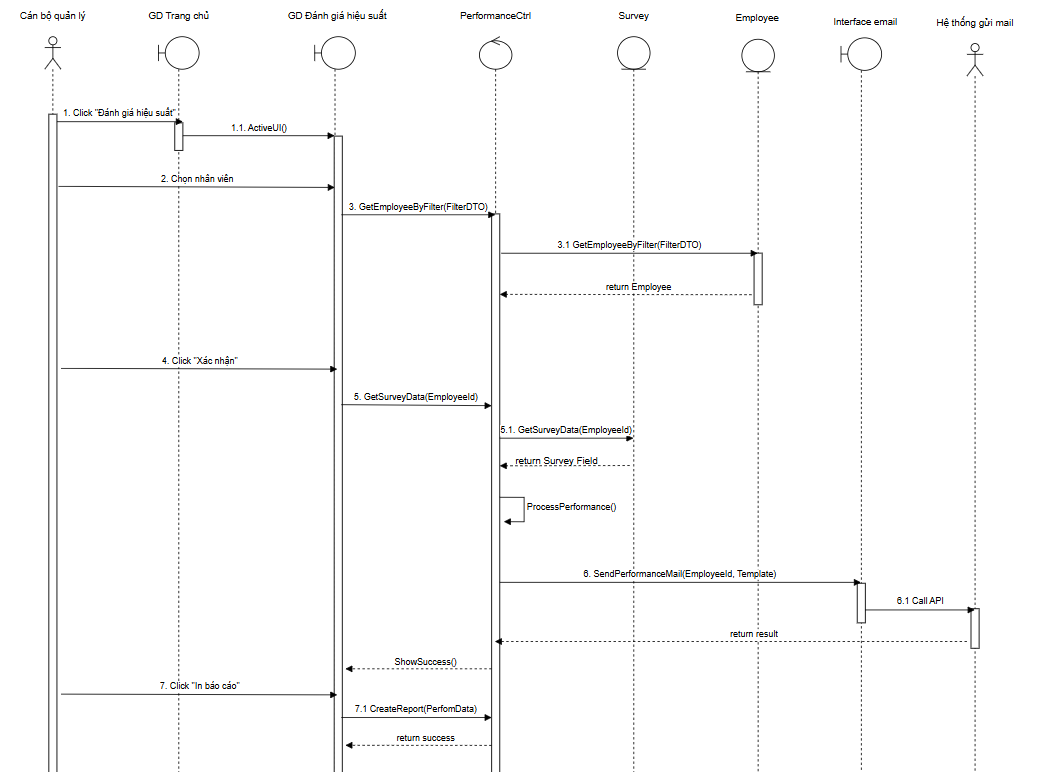 Cán bộ quản lý
GD Trang chủ
GD Đánh giá hiệu suất
PerformanceCtrl
Survey
Employee
Interface email
Hệ thống gửi mail
1. Click "Đánh giá hiệu suất"
1.1. ActiveUI()
2. Chọn nhân viên
3. GetEmployeeByFilter(FilterDTO)
3.1 GetEmployeeByFilter(FilterDTO)
return Employee
4. Click "Xác nhận"
5. GetSurveyData(EmployeeId)
5.1. GetSurveyData(EmployeeId)
return Survey Field
ProcessPerformance()
6. SendPerformanceMail(EmployeeId, Template)
6.1 Call API
return result
ShowSuccess()
7. Click "In báo cáo"
7.1 CreateReport(PerfomData)
return success